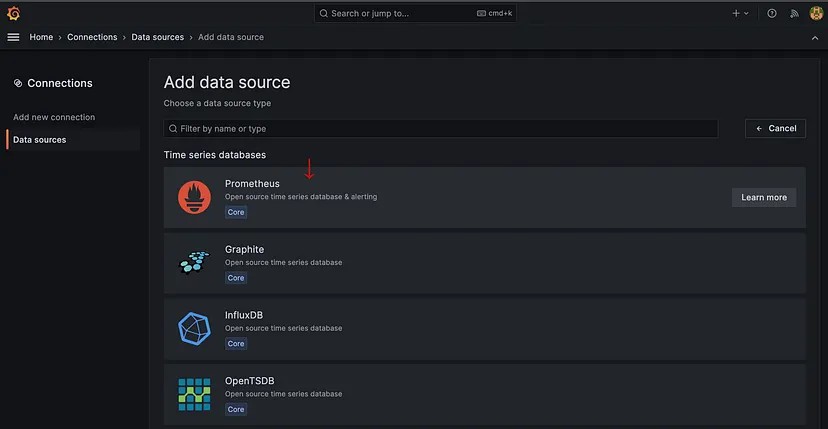 Search or jump to...
cmd+k
Home > Connections > Data sources > Add data source
Connections
Add new connection
Data sources
Add data source
Choose a data source type
Filter by name or type
Cancel
Time series databases
Prometheus
Open source time series database & alerting
Core
Learn more
Graphite
Open source time series database
Core
InfluxDB
Open source time series database
Core
OpenTSDB
Open source time series database
Core